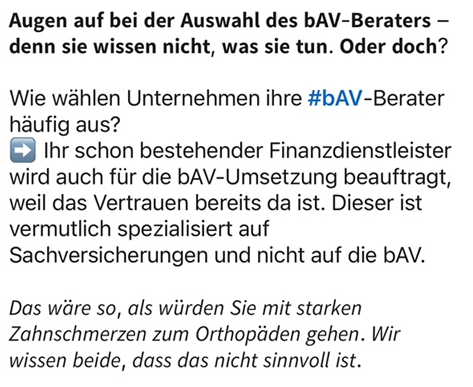 Augen auf bei der Auswahl des bAV-Beraters –
denn sie wissen nicht, was sie tun. Oder doch?
Wie wählen Unternehmen ihre #bAV-Berater
häufig aus?
➡️ Ihr schon bestehender Finanzdienstleister
wird auch für die bAV-Umsetzung beauftragt,
weil das Vertrauen bereits da ist. Dieser ist
vermutlich spezialisiert auf
Sachversicherungen und nicht auf die bAV.
Das wäre so, als würden Sie mit starken
Zahnschmerzen zum Orthopäden gehen. Wir
wissen beide, dass das nicht sinnvoll ist.